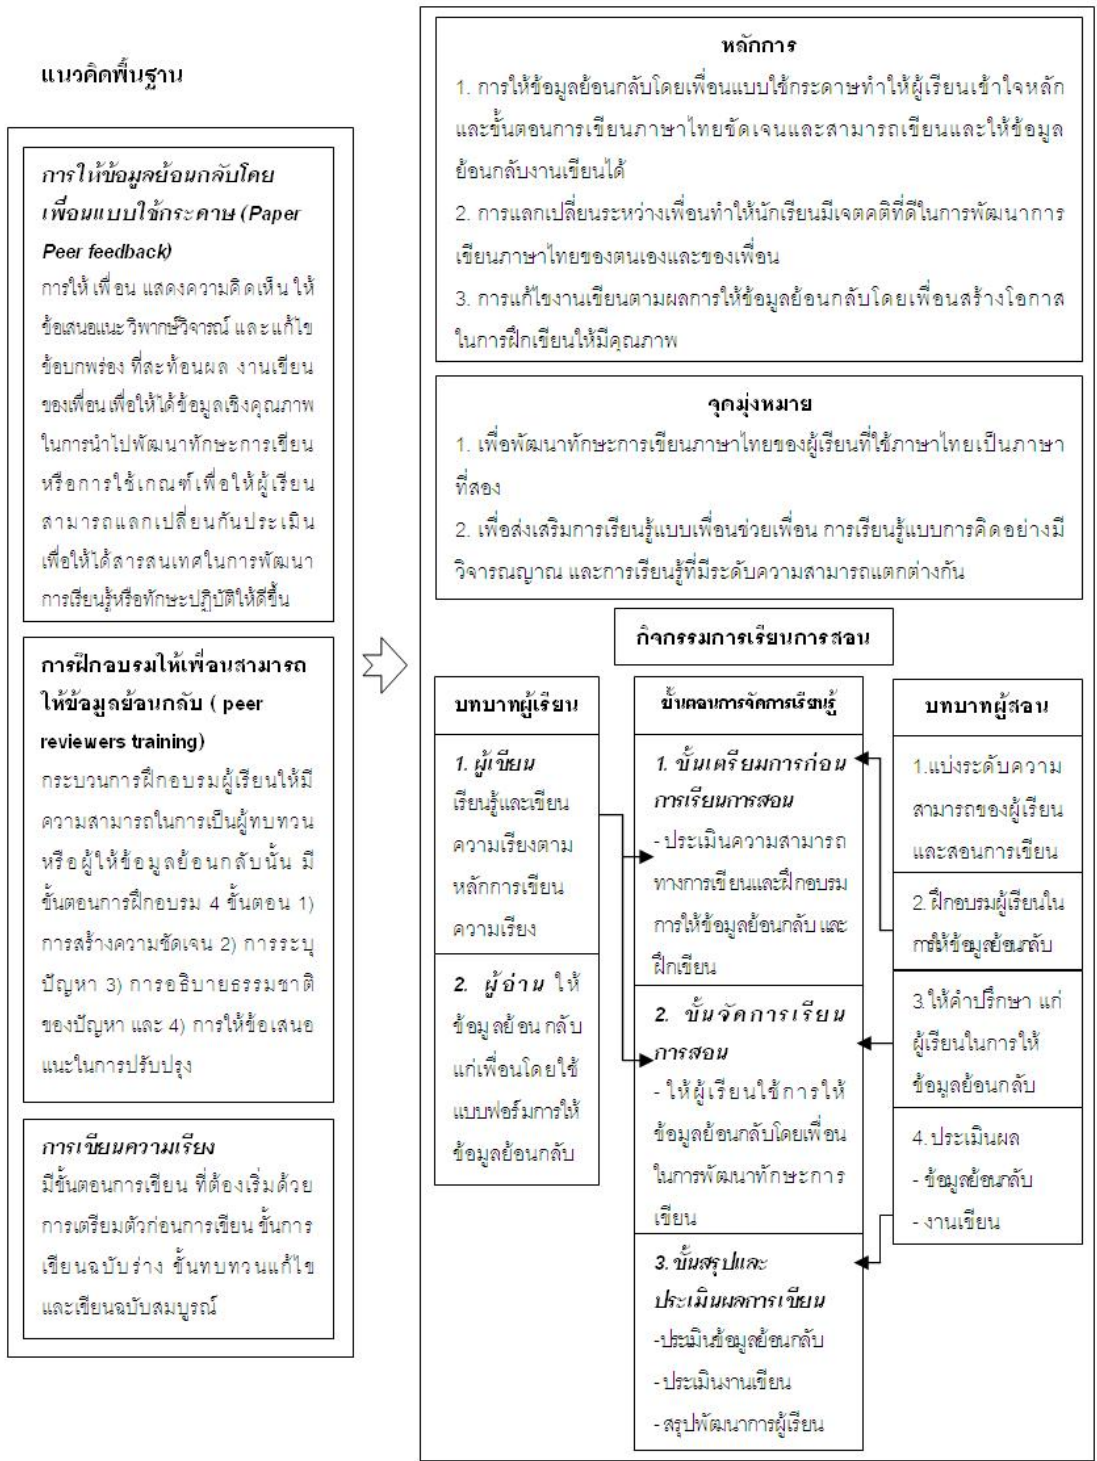 แนวคิดพื้นฐาน
การให้ข้อมูลย้อนกลับโดย
เพื่อนแบบใช้กระดาษ (Paper
Peer feedback)
การให้ เพื่อน แสดงความคิดเห็น ให้
ข้อเสนอแนะ วิพากษ์วิจารณ์ และแก้ไข
ข้อบกพร่อง ที่สะท้อนผล งานเขียน
ของเพื่อน เพื่อให้ได้ข้อมูลเชิงคุณภาพ
ในการนำไปพัฒนาทักษะการเขียน
หรือการใช้เกณฑ์เพื่อให้ผู้เรียน
สามารถแลกเปลี่ยนกันประเมิน
เพื่อให้ได้สารสนเทศในการพัฒนา
การเรียนรู้หรือทักษะปฏิบัติให้ดีขึ้น
การฝึกอบรมให้เพื่อนสามารถ
ให้ข้อมูลย้อนกลับ ( peer
reviewers training)
กระบวนการฝึกอบรมผู้เรียนให้มี
ความสามารถในการเป็นผู้ทบทวน
หรือผู้ให้ข้อมูลย้อนกลับนั้น มี
ขั้นตอนการฝึกอบรม 4 ขั้นตอน 1)
การสร้างความชัดเจน 2) การระบุ
ปัญหา 3) การอธิบายธรรมชาติ
ของปัญหา และ 4) การให้ข้อเสนอ
แนะในการปรับปรุง
การเขียนความเรียง
มีขั้นตอนการเขียน ที่ต้องเริ่มด้วย
การเตรียมตัวก่อนการเขียน ขั้นการ
เขียนฉบับร่าง ขั้นทบทวนแก้ไข
และเขียนฉบับสมบูรณ์
หลักการ
1. การให้ข้อมูลย้อนกลับโดยเพื่อนแบบใช้กระดาษทำให้ผู้เรียนเข้าใจหลัก
และขั้นตอนการเขียนภาษาไทยชัดเจนและสามารถเขียนและให้ข้อมูล
ย้อนกลับงานเขียนได้
2. การแลกเปลี่ยนระหว่างเพื่อนทำให้นักเรียนมีเจตคติที่ดีในการพัฒนาการ
เขียนภาษาไทยของตนเองและของเพื่อน
3. การแก้ไขงานเขียนตามผลการให้ข้อมูลย้อนกลับโดยเพื่อนสร้างโอกาส
ในการฝึกเขียนให้มีคุณภาพ
จุดมุ่งหมาย
1. เพื่อพัฒนาทักษะการเขียนภาษาไทยของผู้เรียนที่ใช้ภาษาไทยเป็นภาษา
ที่สอง
2. เพื่อส่งเสริมการเรียนรู้แบบเพื่อนช่วยเพื่อน การเรียนรู้แบบการคิดอย่างมี
วิจารณญาณ และการเรียนรู้ที่มีระดับความสามารถแตกต่างกัน
กิจกรรมการเรียนการสอน
บทบาทผู้เรียน
1. ผู้เขียน
เรียนรู้และเขียน
ความเรียงตาม
หลักการเขียน
ความเรียง
2. ผู้อ่าน ให้
ข้อมูลย้อน กลับ
แก่เพื่อนโดยใช้
แบบฟอร์มการให้
ข้อมูลย้อนกลับ
ขั้นตอนการจัดการเรียนรู้
1. ขั้นเตรียมการก่อน
การเรียนการสอน
- ประเมินความสามารถ
ทางการเขียนและฝึกอบรม
การให้ข้อมูลย้อนกลับ และ
ฝึกเขียน
2. ขั้นจัดการเรียน
การสอน
- ให้ผู้เรียนใช้การให้
ข้อมูลย้อนกลับโดยเพื่อน
ในการพัฒนาทักษะการ
เขียน
3. ขั้นสรุปและ
ประเมินผลการเขียน
-ประเมินข้อมูลย้อนกลับ
- ประเมินงานเขียน
- สรุปพัฒนาการผู้เรียน
บทบาทผู้สอน
1.แบ่งระดับความ
สามารถของผู้เรียน
และสอนการเขียน
2. ฝึกอบรมผู้เรียนใน
การให้ข้อมูลย้อนกลับ
3.ให้คำปรึกษา แก่
ผู้เรียนในการให้
ข้อมูลย้อนกลับ
4. ประเมินผล
- ข้อมูลย้อนกลับ
- งานเขียน